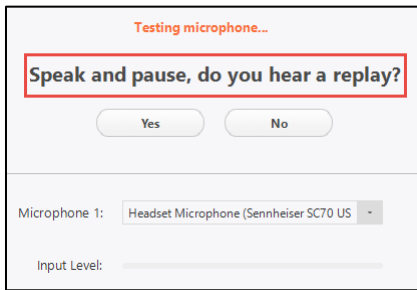 Testing microphone...
Speak and pause, do you hear a replay?
Yes No
Microphone 1: Headset Microphone (Sennheiser SC70 US
Input Level: